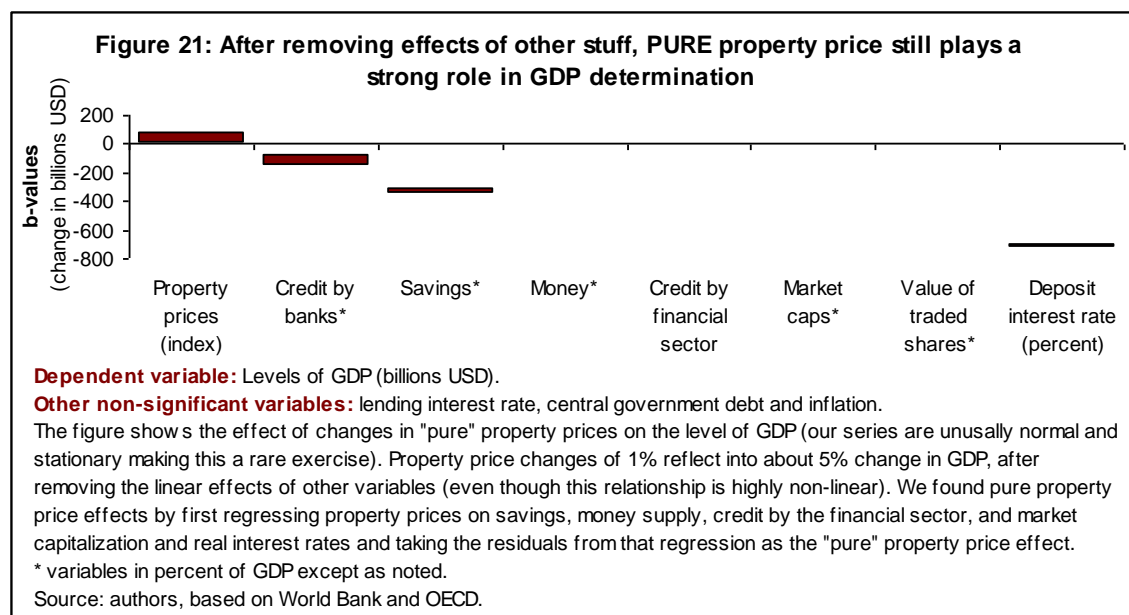 Figure 21: After removing effects of other stuff, PURE property price still plays a
strong role in GDP determination
b-values
(change in billions USD)
200
0
-200
-400
-600
-800
Property
prices
(index)
Credit by
banks*
Savings*
Money*
Credit by
financial
sector
Market
caps*
Value of
traded
shares*
Deposit
interest rate
(percent)
Dependent variable: Levels of GDP (billions USD).
Other non-significant variables: lending interest rate, central government debt and inflation.
The figure shows the effect of changes in "pure" property prices on the level of GDP (our series are unusally normal and
stationary making this a rare exercise). Property price changes of 1% reflect into about 5% change in GDP, after
removing the linear effects of other variables (even though this relationship is highly non-linear). We found pure property
price effects by first regressing property prices on savings, money supply, credit by the financial sector, and market
capitalization and real interest rates and taking the residuals from that regression as the "pure" property price effect.
* variables in percent of GDP except as noted.
Source: authors, based on World Bank and OECD.